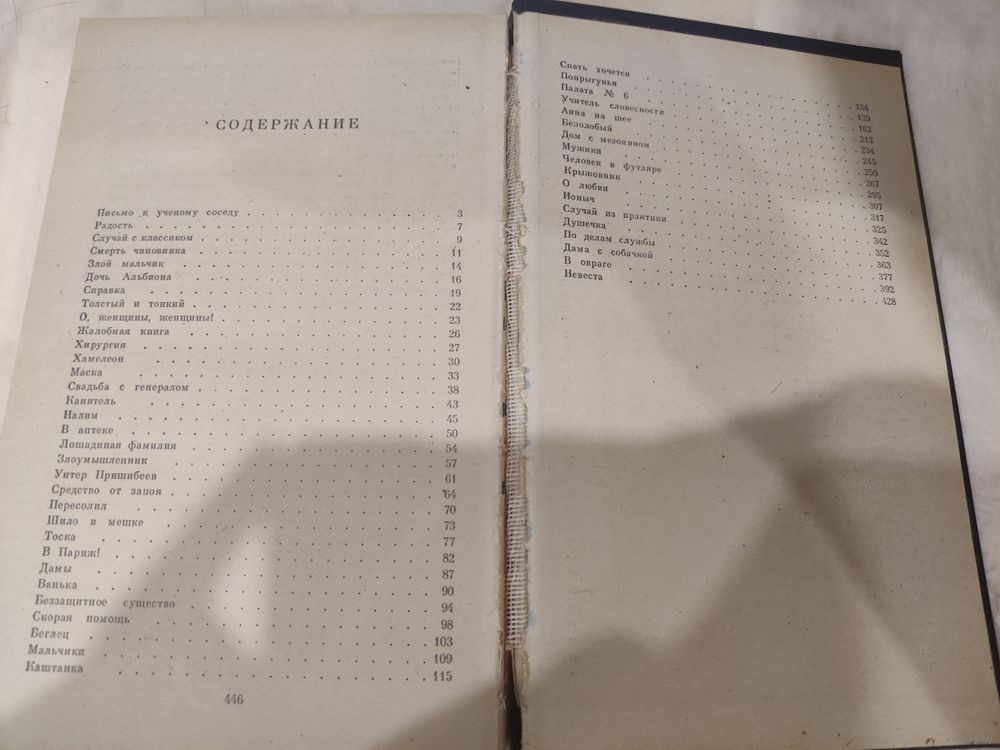 СОДЕРЖАНИЕ
Письмо к ученому соседу . . . 3
Радость . . . 7
Случай с классиком . . . 9
Смерть чиновника . . . 11
Злой мальчик . . . 14
Дочь Альбиона . . . 16
Справка . . . 19
Толстый и тонкий . . . 22
О, женщины, женщины! . . . 23
Жалобная книга . . . 26
Хирургия . . . 27
Хамелеон . . . 30
Маска . . . 33
Свадьба с генералом . . . 38
Канитель . . . 43
Налим . . . 45
В аптеке . . . 50
Лошадиная фамилия . . . 54
Злоумышленник . . . 57
Унтер Пришибеев . . . 61
Средство от запоя . . . 64
Пересолил . . . 70
Шило в мешке . . . 73
Тоска . . . 77
В Париж! . . . 82
Дамы . . . 87
Ванька . . . 90
Беззащитное существо . . . 94
Скорая помощь . . . 98
Беглец . . . 103
Мальчики . . . 109
Каштанка . . . 115
446
Спать хочется . . . 134
Попрыгунья . . . 139
Палата № 6 . . . 162
Учитель словесности . . . 212
Анна на шее . . . 234
Белолобый . . . 245
Дом с мезонином . . . 250
Мужики . . . 267
Человек в футляре . . . 295
Крыжовник . . . 307
О любви . . . 317
Ионыч . . . 325
Случай из практики . . . 342
Душечка . . . 352
По делам службы . . . 363
Дама с собачкой . . . 377
В овраге . . . 392
Невеста . . . 428